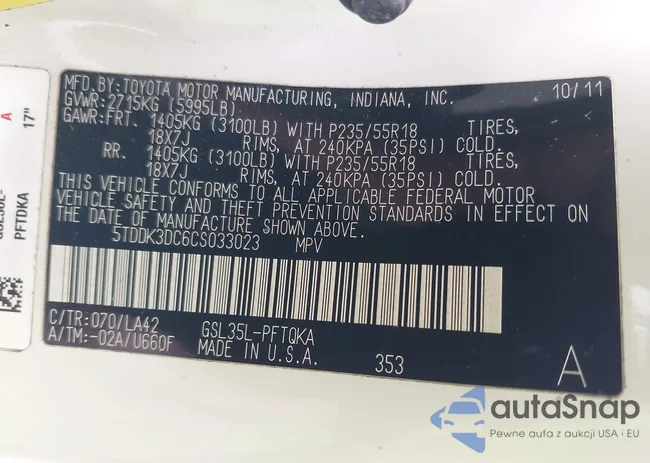 MFD.BY:TOYOTA MOTOR MANUFACTURING, INDIANA, INC. 10/11
GVWR:2715KG (5995LB)
GAWR:FRT. 1405KG (3100LB) WITH P235/55R18 TIRES,
18X7J RIMS, AT 240KPA (35PSI) COLD.
RR. 1405KG (3100LB) WITH P235/55R18 TIRES,
18X7J RIMS, AT 240KPA (35PSI) COLD.
THIS VEHICLE CONFORMS TO ALL APPLICABLE FEDERAL MOTOR
VEHICLE SAFETY AND THEFT PREVENTION STANDARDS IN EFFECT ON
THE DATE OF MANUFACTURE SHOWN ABOVE.
5TDDK3DC6CS033023 MPV
C/TR:070/LA42 GSL35L-PFTQKA
A/TM:-02A/U660F MADE IN U.S.A. 353 A
A
17"
PFTDKA
autaSnap
Pewne auta z aukcji USA i EU